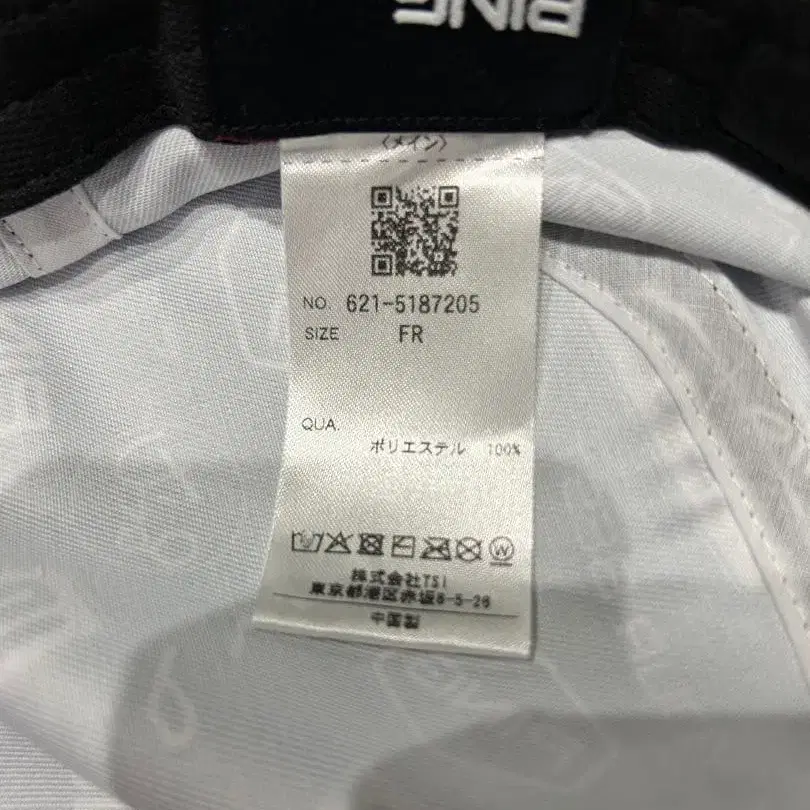 PING
〈メイン〉
NO. 621-5187205
SIZE FR
QUA.
ポリエステル 100%
W
株式会社TSI
東京都港区赤坂8-5-26
中国製